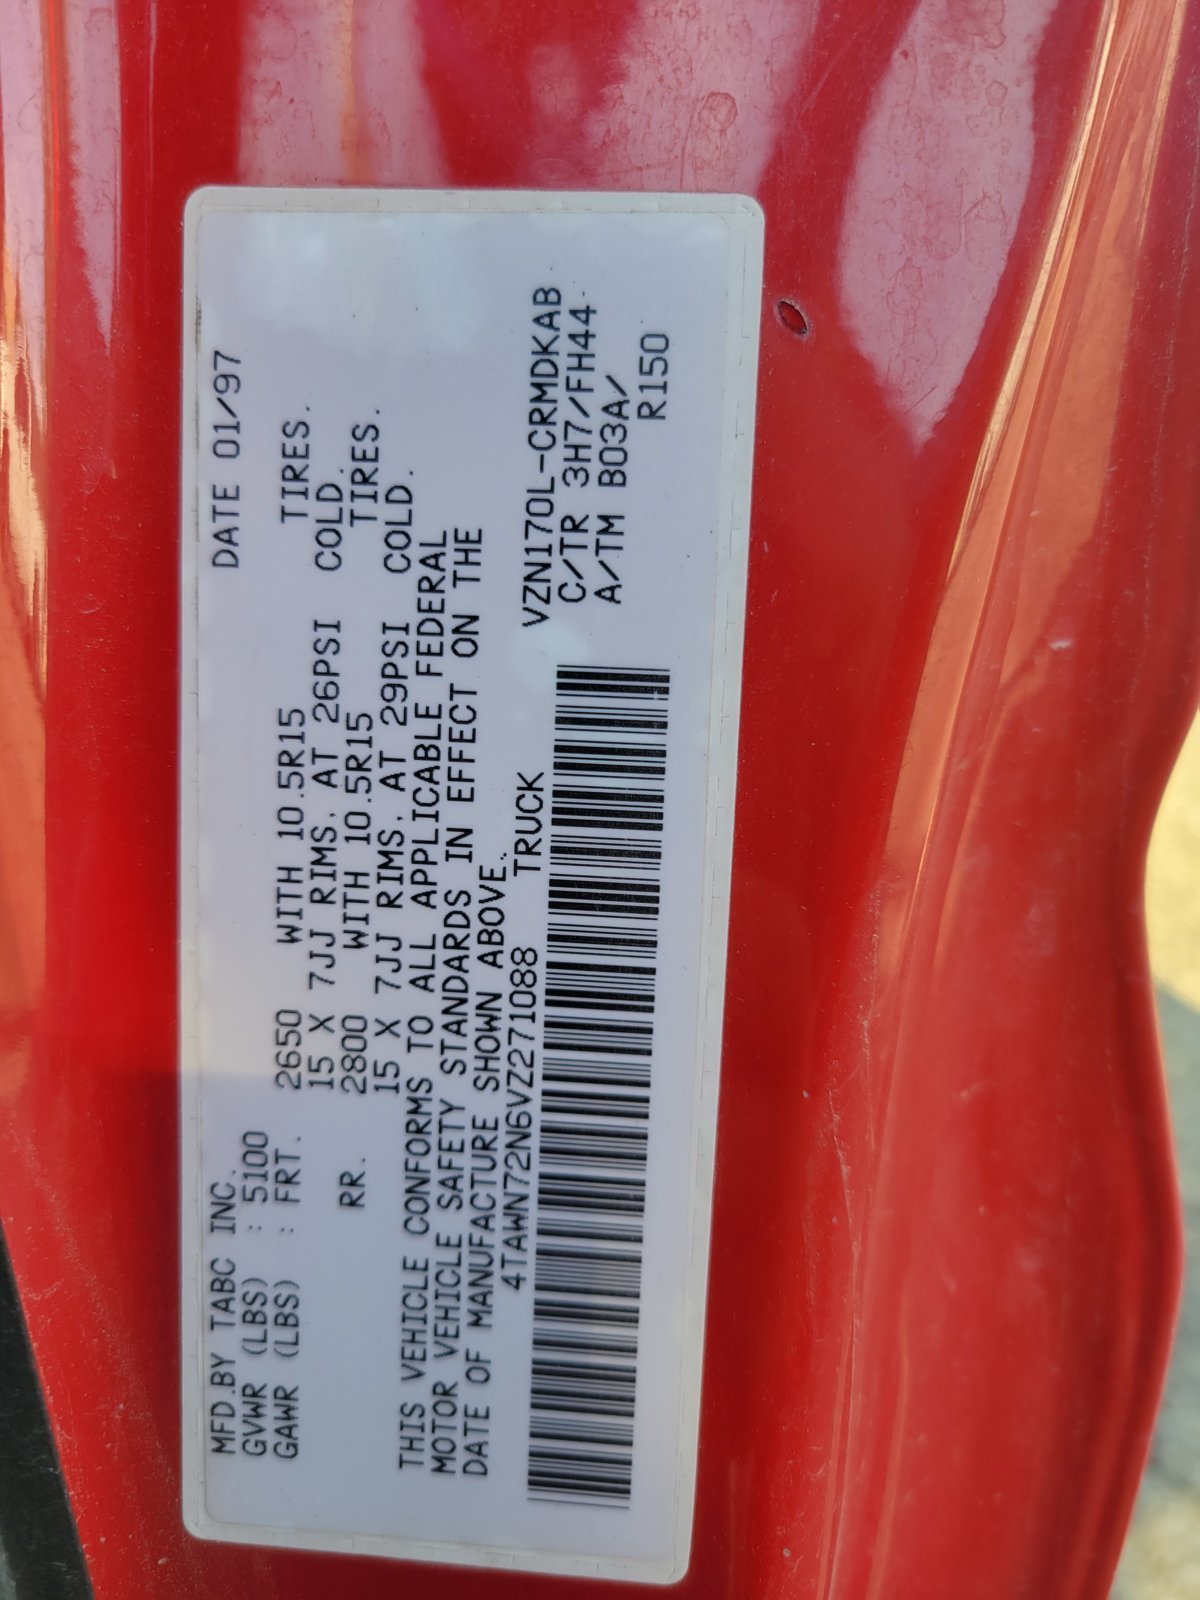 MFD.BY TABC INC. DATE 01/97
GVWR (LBS) : 5100
GAWR (LBS) : FRT. 2650 WITH 10.5R15 TIRES.
15 X 7JJ RIMS, AT 26PSI COLD.
RR. 2800 WITH 10.5R15 TIRES.
15 X 7JJ RIMS, AT 29PSI COLD.
THIS VEHICLE CONFORMS TO ALL APPLICABLE FEDERAL
MOTOR VEHICLE SAFETY STANDARDS IN EFFECT ON THE
DATE OF MANUFACTURE SHOWN ABOVE.
4TAWN72N6VZ271088 TRUCK VZN170L-CRMDKAB
C/TR 3H7/FH44
A/TM B03A/
R150